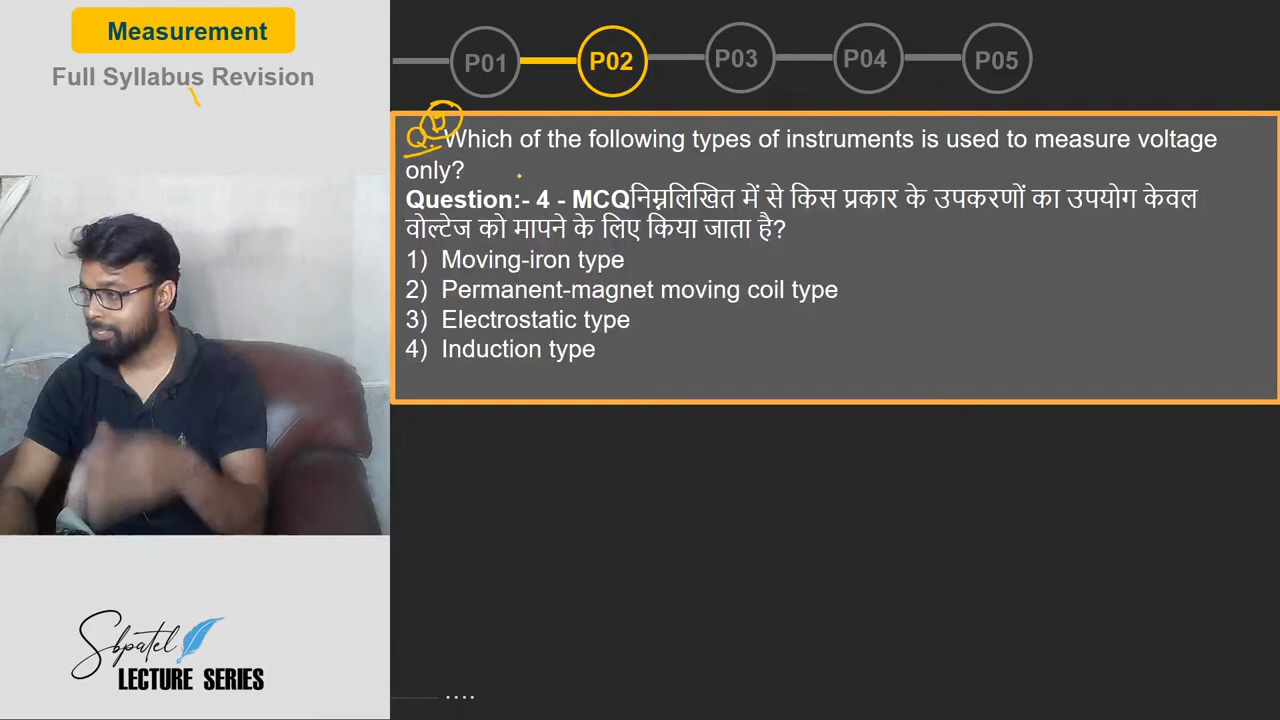 Measurement
Full Syllabus Revision
P01 P02 P03 P04 P05
Q. Which of the following types of instruments is used to measure voltage
only?
Question:- 4 - MCQनिम्नलिखित में से किस प्रकार के उपकरणों का उपयोग केवल
वोल्टेज को मापने के लिए किया जाता है?
1) Moving-iron type
2) Permanent-magnet moving coil type
3) Electrostatic type
4) Induction type
Sbpatel
LECTURE SERIES
....